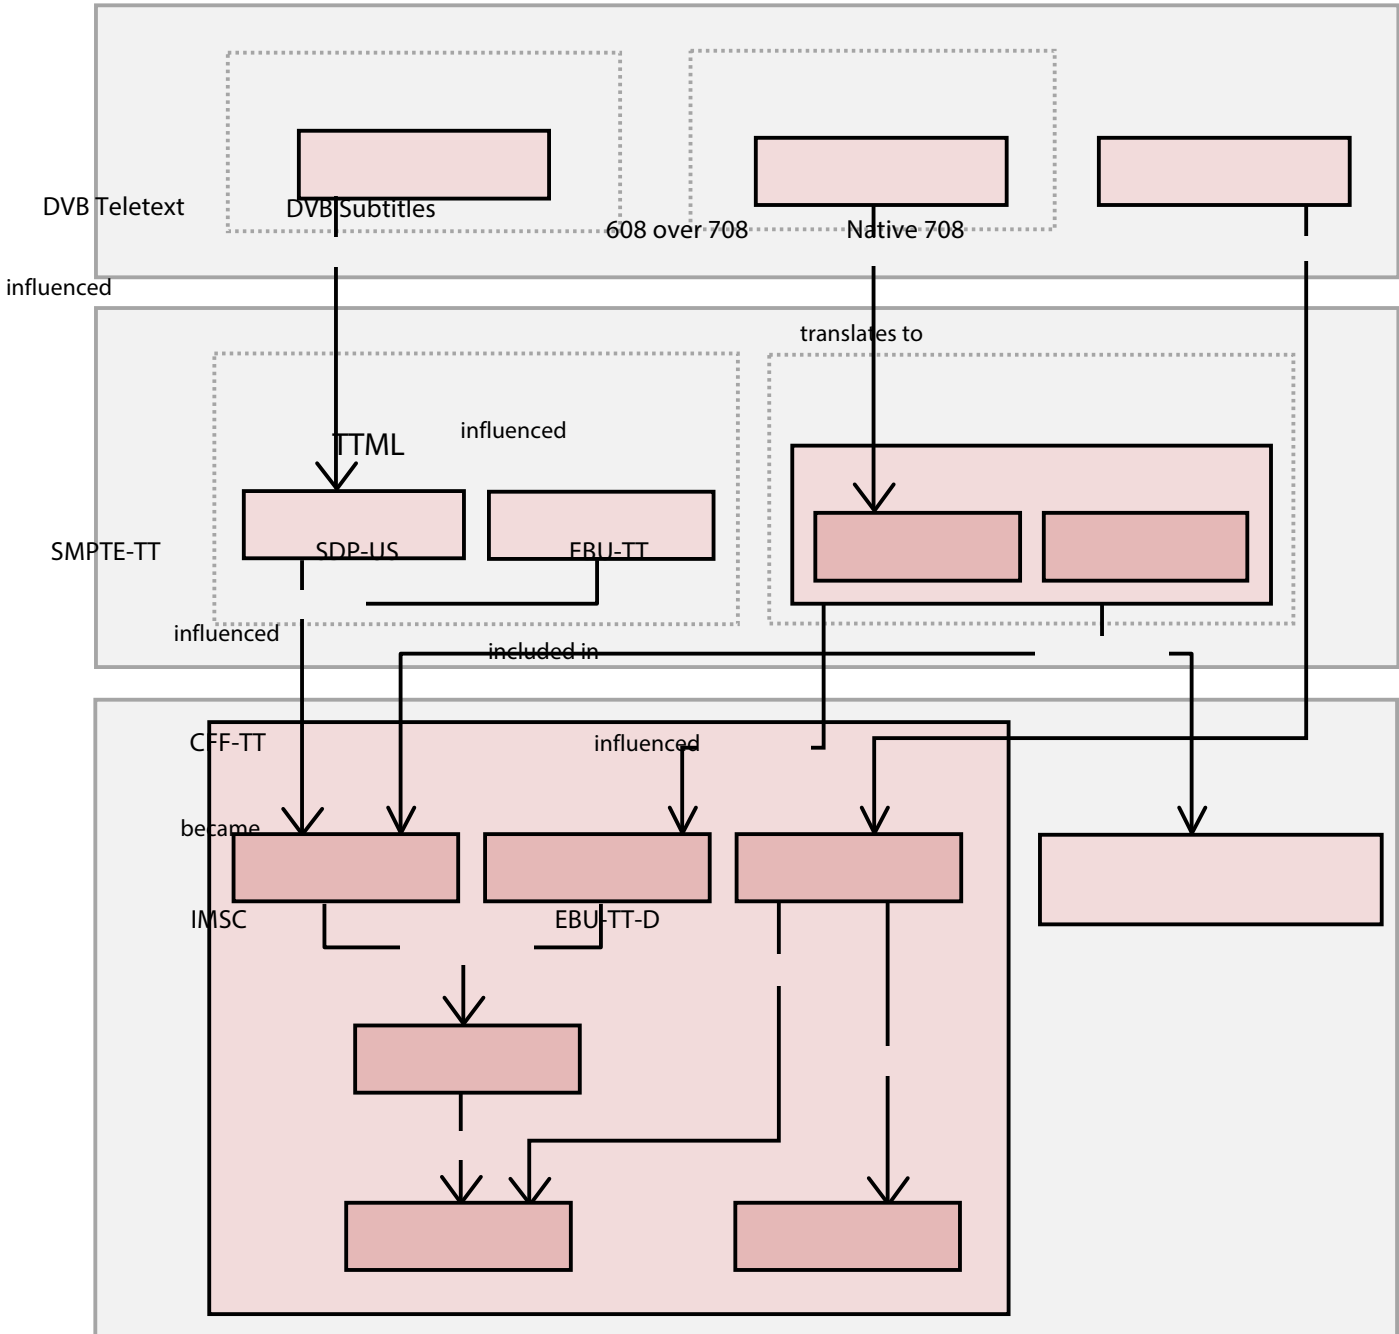 DVB Teletext
DVB Subtitles
608 over 708
Native 708
influenced
translates to
influenced
TTML
SMPTE-TT
SDP-US
EBU-TT
influenced
included in
CFF-TT
influenced
became
IMSC
EBU-TT-D